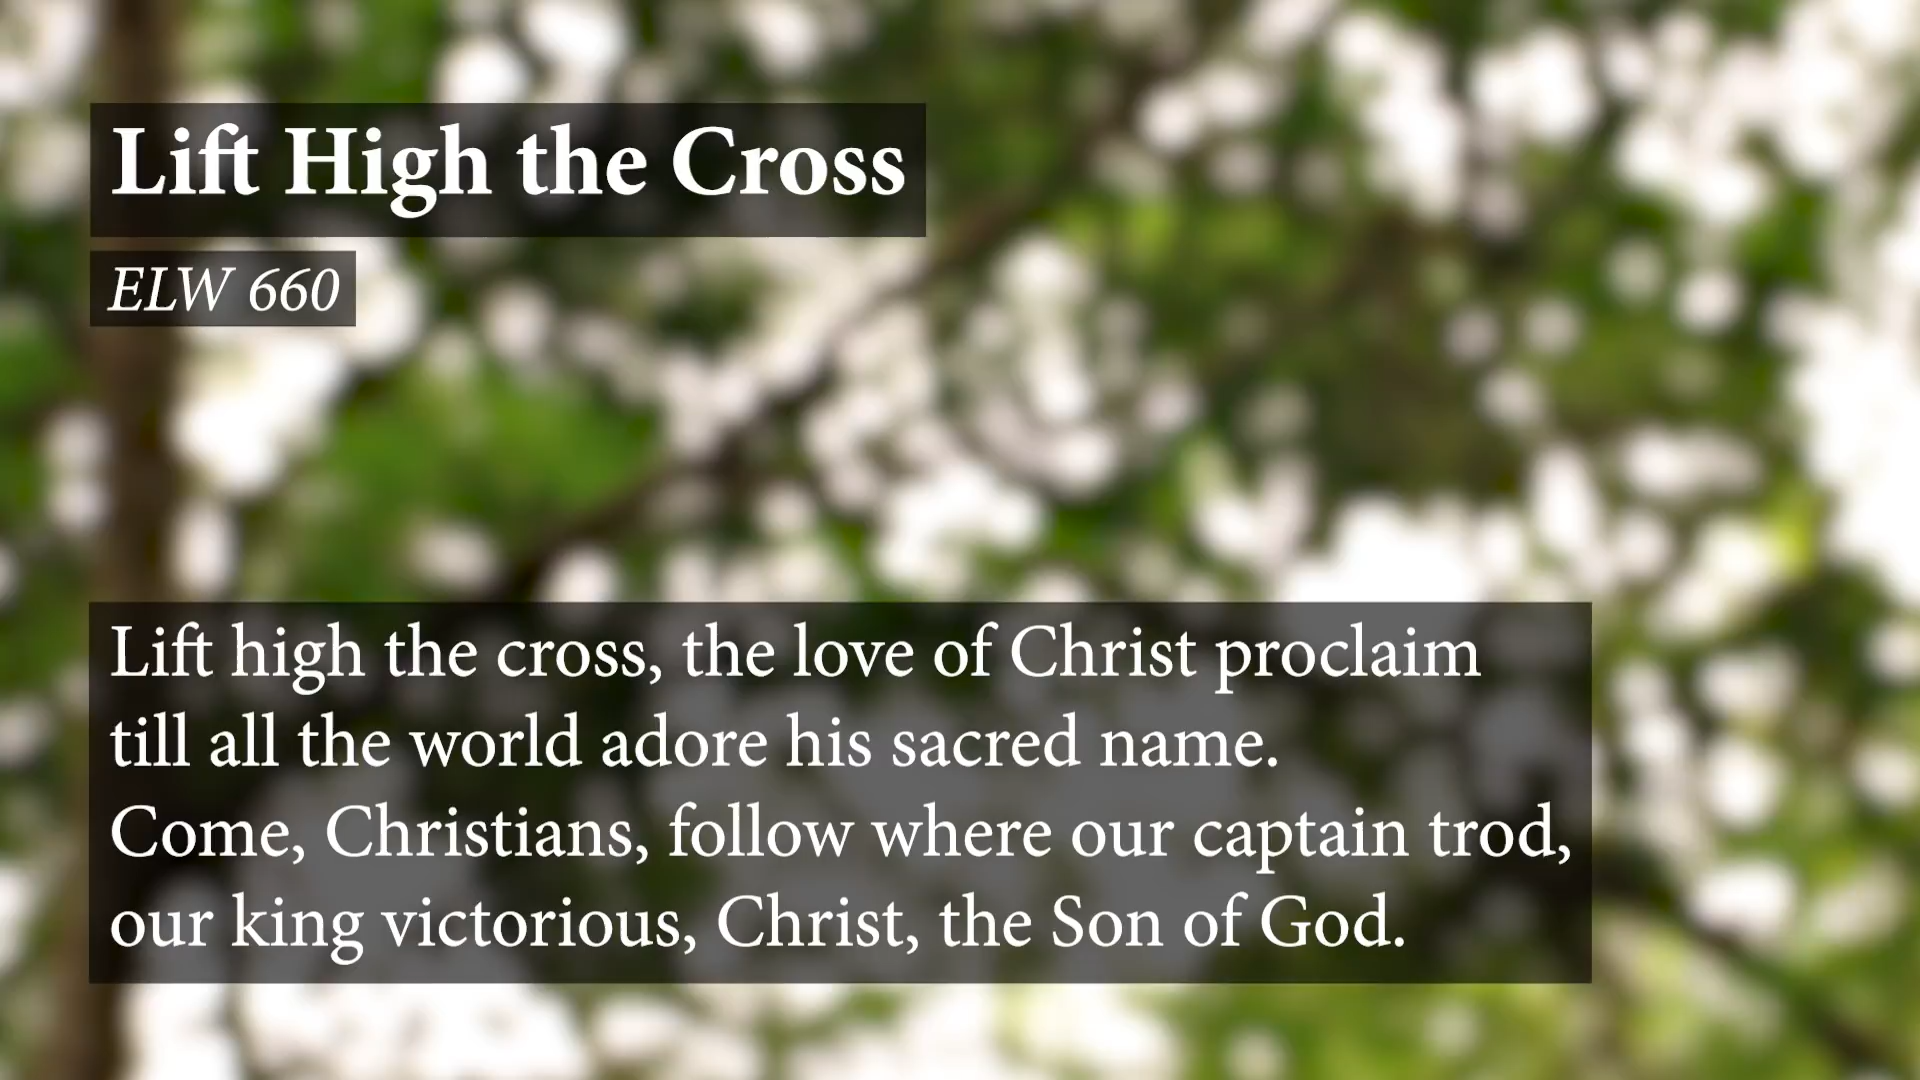 Lift High the Cross
ELW 660
Lift high the cross, the love of Christ proclaim
till all the world adore his sacred name.
Come, Christians, follow where our captain trod,
our king victorious, Christ, the Son of God.